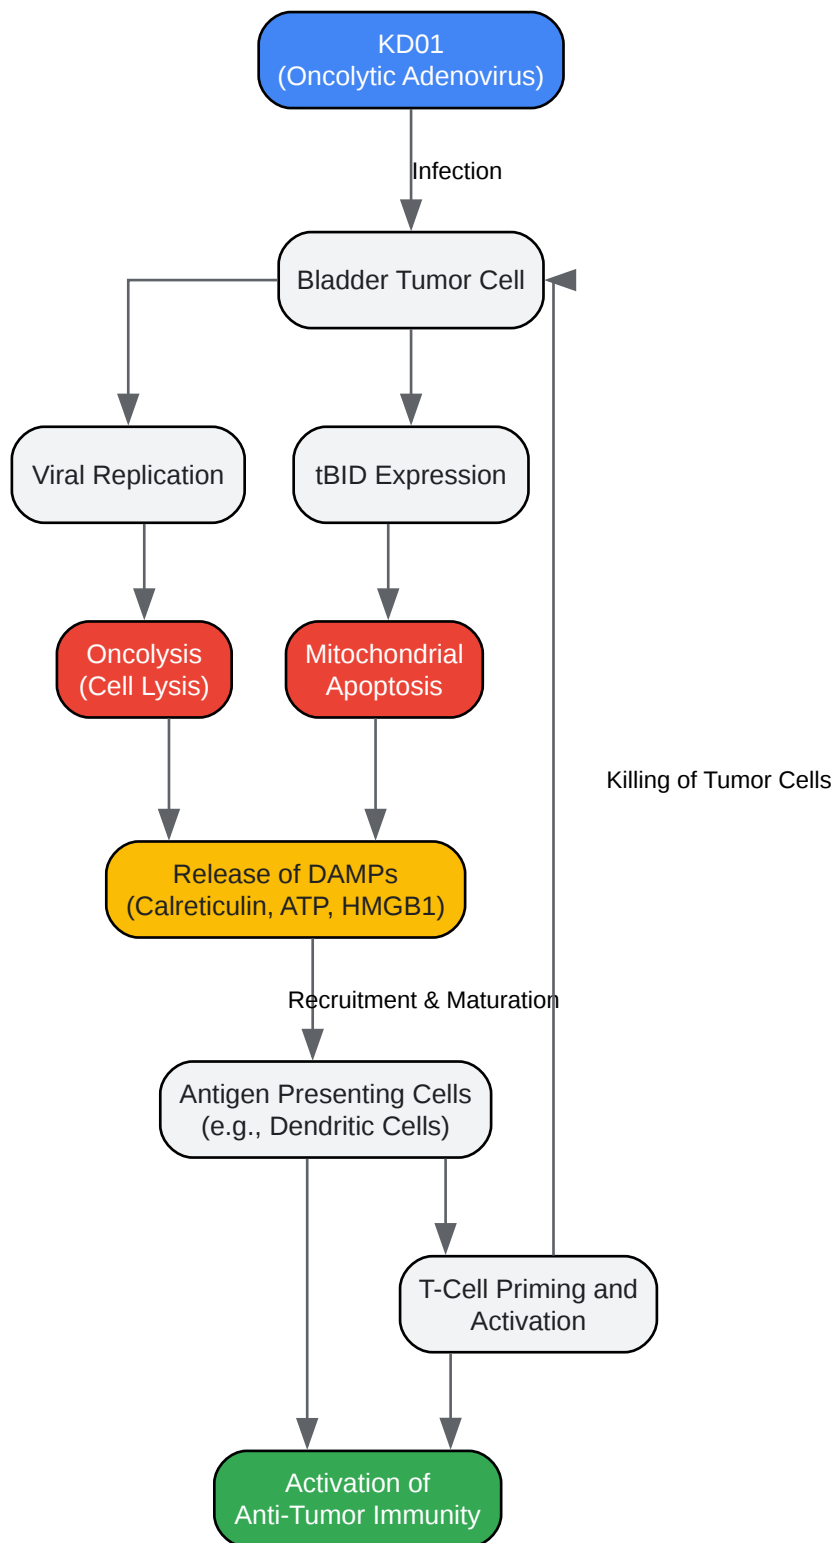 KD01
(Oncolytic Adenovirus)
Infection
Bladder Tumor Cell
Viral Replication
tBID Expression
Oncolysis
(Cell Lysis)
Mitochondrial
Apoptosis
Killing of Tumor Cells
Release of DAMPs
(Calreticulin, ATP, HMGB1)
Recruitment & Maturation
Antigen Presenting Cells
(e.g., Dendritic Cells)
T-Cell Priming and
Activation
Activation of
Anti-Tumor Immunity